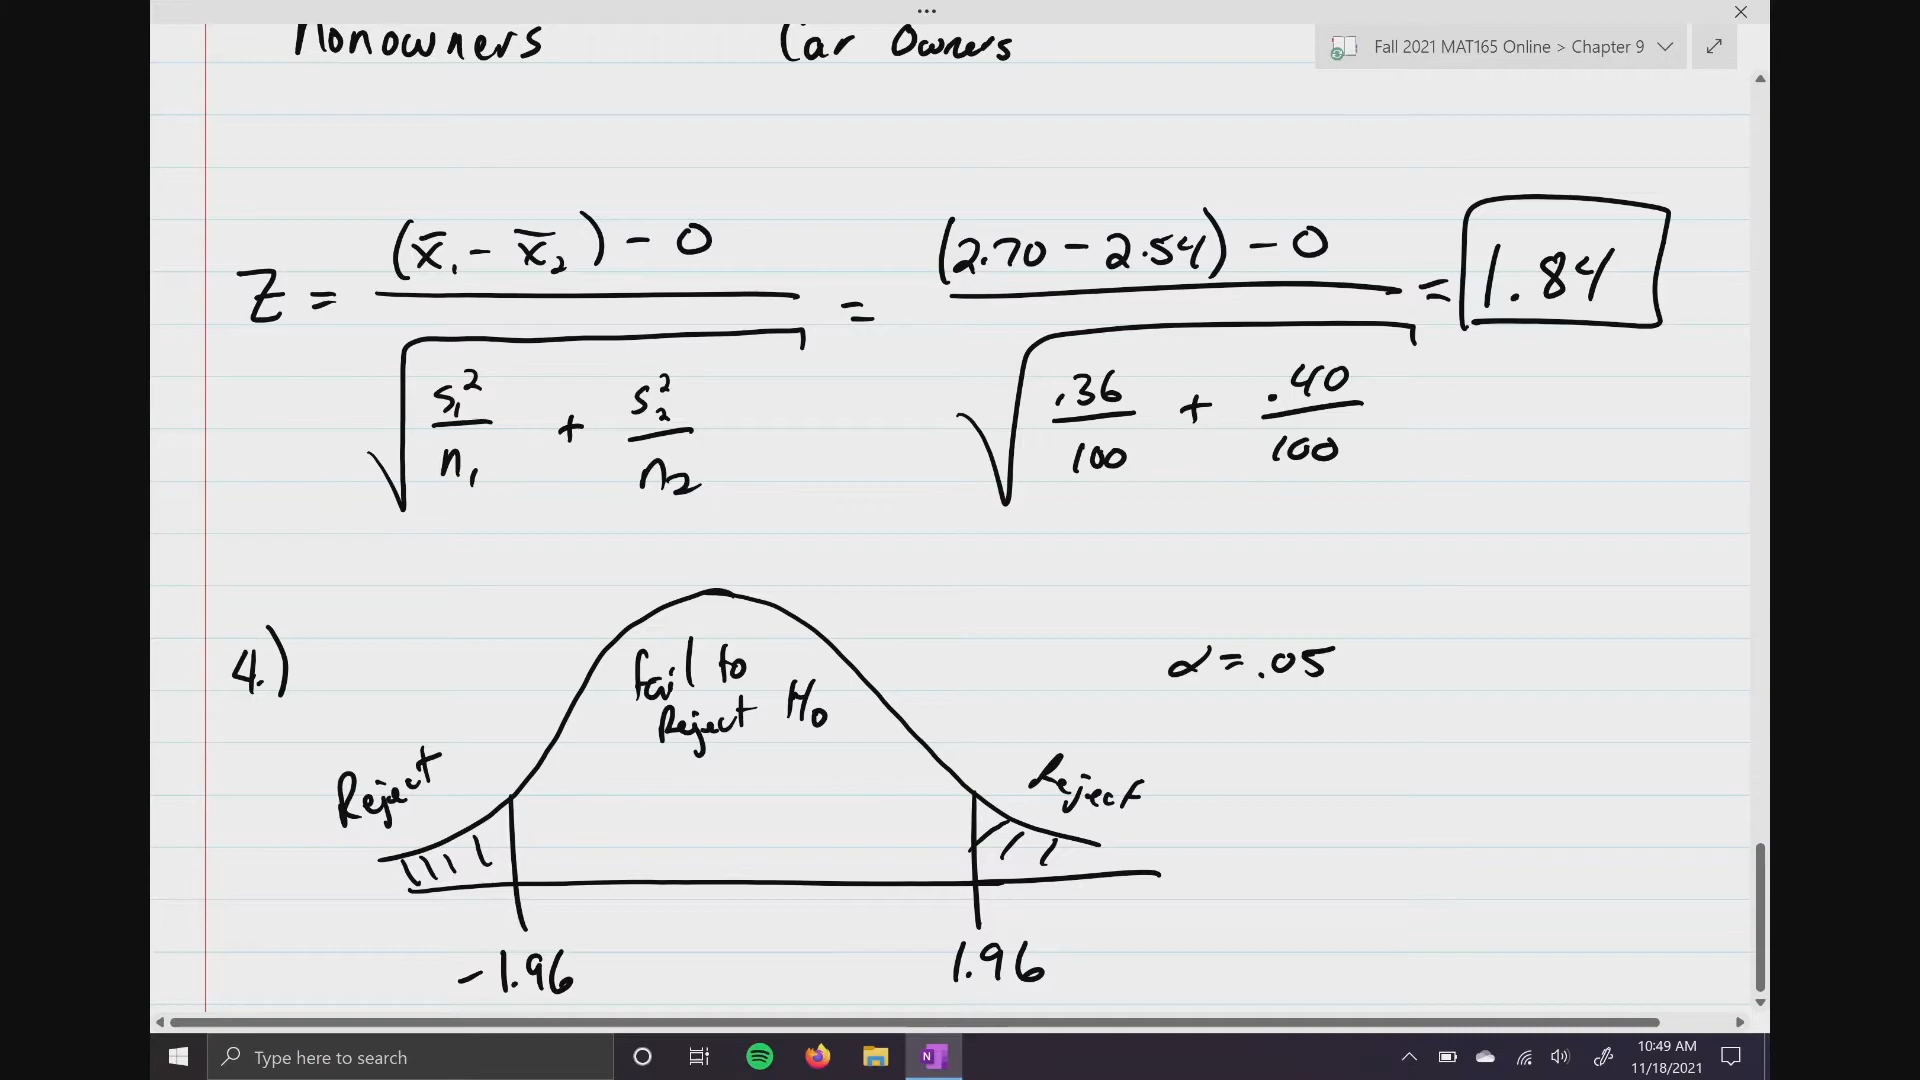 Nonowners Car Owners
Fall 2021 MAT165 Online > Chapter 9
Z = (x̄₁ - x̄₂) - 0 / √(s₁²/n₁ + s₂²/n₂) = (2.70 - 2.54) - 0 / √(.36/100 + .40/100) = 1.84
4.)
Fail to
Reject H₀
α = .05
Reject
Reject
-1.96 1.96
Type here to search
10:49 AM
11/18/2021